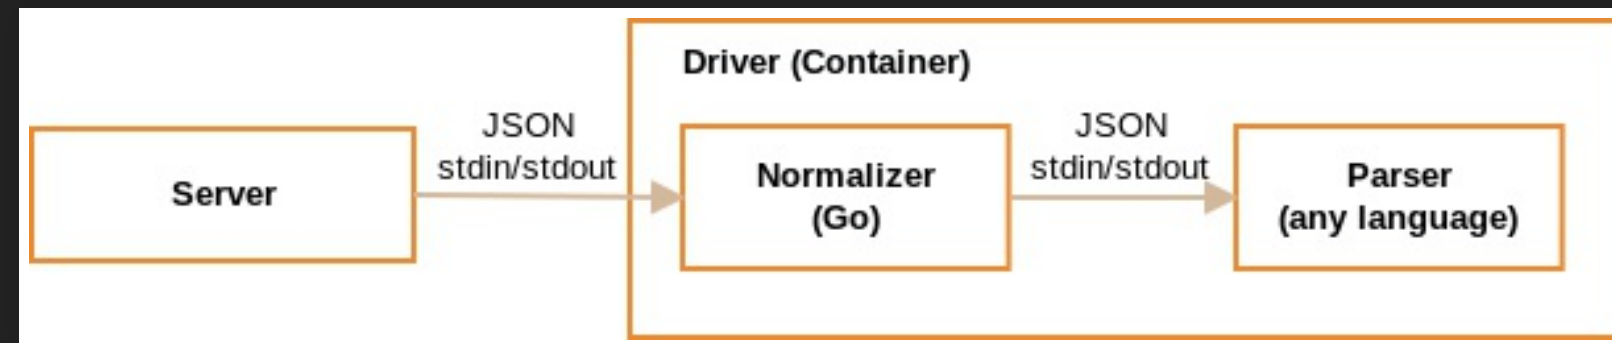 Driver (Container)
Server
JSON
stdin/stdout
Normalizer
(Go)
JSON
stdin/stdout
Parser
(any language)